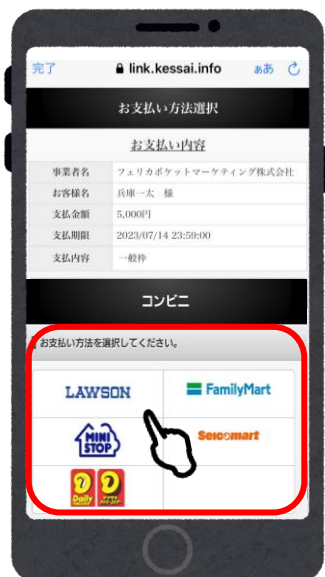 完了 link.kessai.info ぁあ
お支払い方法選択
お支払い内容
事業者名 フェリカポケットマーケティング株式会社
お客様名 兵庫一太 様
支払金額 5,000円
支払期限 2023/07/14 23:59:00
支払内容 一般枠
コンビニ
お支払い方法を選択してください。
LAWSON FamilyMart
MINI STOP Seicomart
Daily